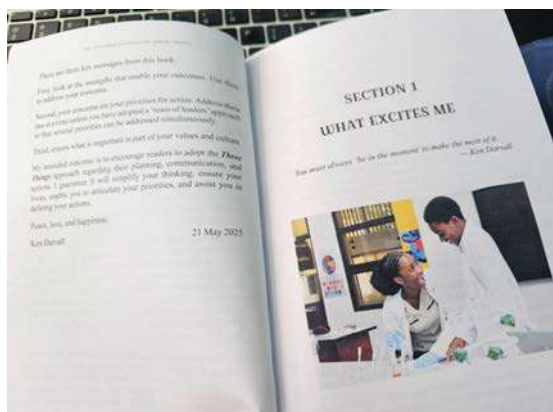 There are three key messages from this book.
First, look at the strengths that enable your outcomes. Use them
to address your concerns.
Second, your concerns are your priorities for action. Address them
one at a time unless you have adopted a "team of leaders" approach
so that several priorities can be addressed simultaneously.
Third, enjoy what is important is part of your values and culture.
My intended outcome is to encourage readers to adopt the Three
Things approach regarding their planning, communication, and
actions. I guarantee it will simplify your thinking, ensure your
focus, enable you to articulate your priorities, and assist you in
defining your actions.
Peace, love, and happiness.
Ken Darvall
21 May 2025
SECTION 1
WHAT EXCITES ME
You must always 'be in the moment' to make the most of it.
— Ken Darvall